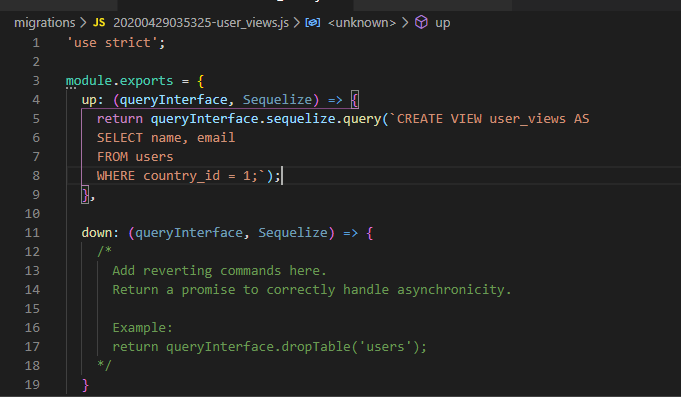 migrations > JS 20200429035325-user_views.js > <unknown> > up
1 'use strict';
2
3 module.exports = {
4 up: (queryInterface, Sequelize) => {
5 return queryInterface.sequelize.query(`CREATE VIEW user_views AS
6 SELECT name, email
7 FROM users
8 WHERE country_id = 1;`);
9 },
10
11 down: (queryInterface, Sequelize) => {
12 /*
13 Add reverting commands here.
14 Return a promise to correctly handle asynchronicity.
15
16 Example:
17 return queryInterface.dropTable('users');
18 */
19 }